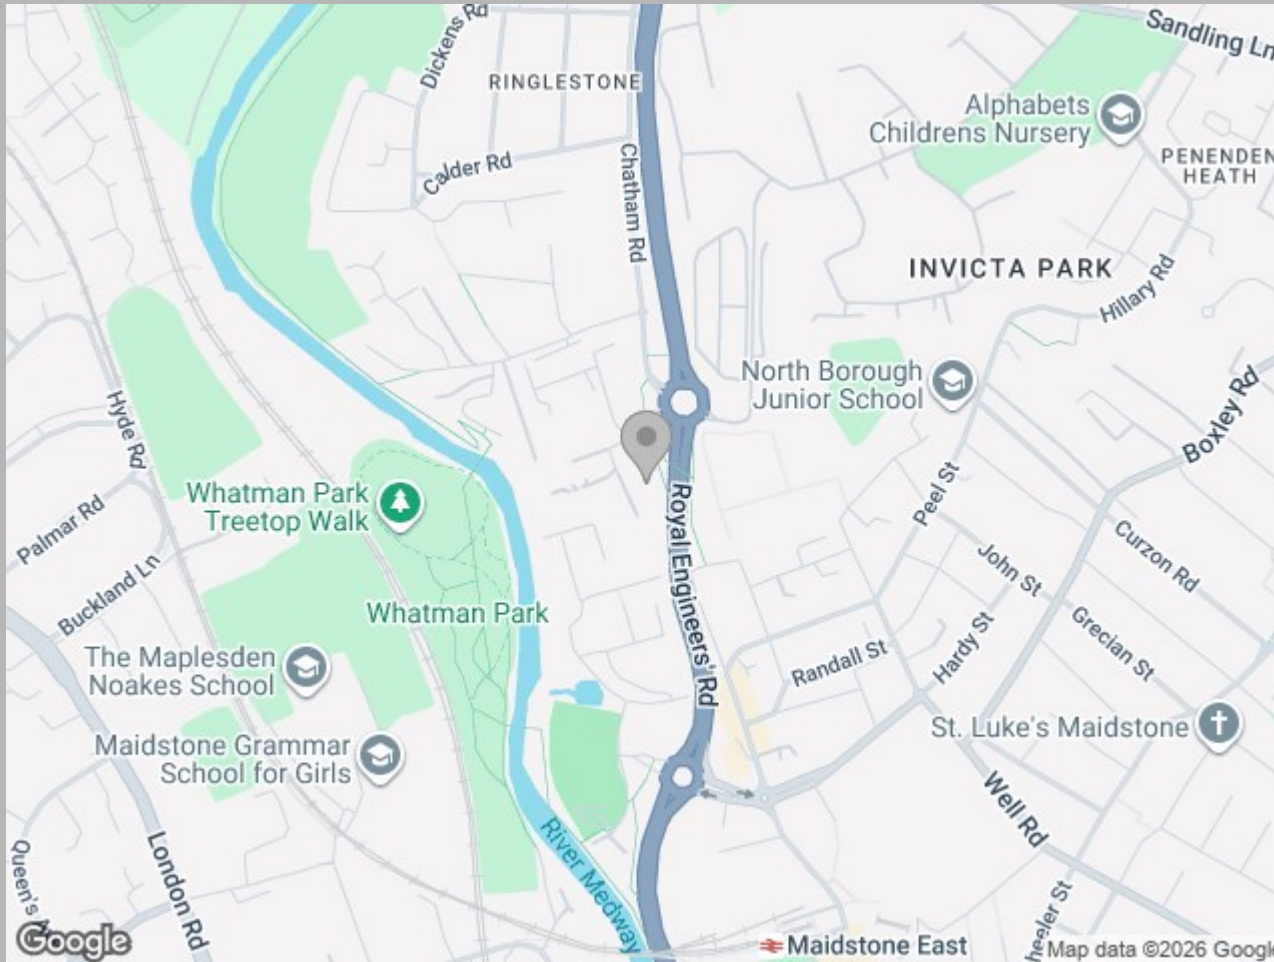 Dickens Rd
RINGLESTONE
Sandling Ln
Alphabets
Childrens Nursery
PENENDEN
HEATH
Calder Rd
Chatham Rd
INVICTA PARK
Hillary Rd
North Borough
Junior School
Boxley Rd
Hyde Rd
Whatman Park
Treetop Walk
Palmar Rd
Buckland Ln
Royal Engineers' Rd
Peel St
John St
Curzon Rd
Whatman Park
Hardy St
Grecian St
Randall St
The Maplesden
Noakes School
St. Luke's Maidstone
Maidstone Grammar
School for Girls
Well Rd
River Medway
London Rd
Queen's
Google
Maidstone East
heeler St
Map data ©2026 Google